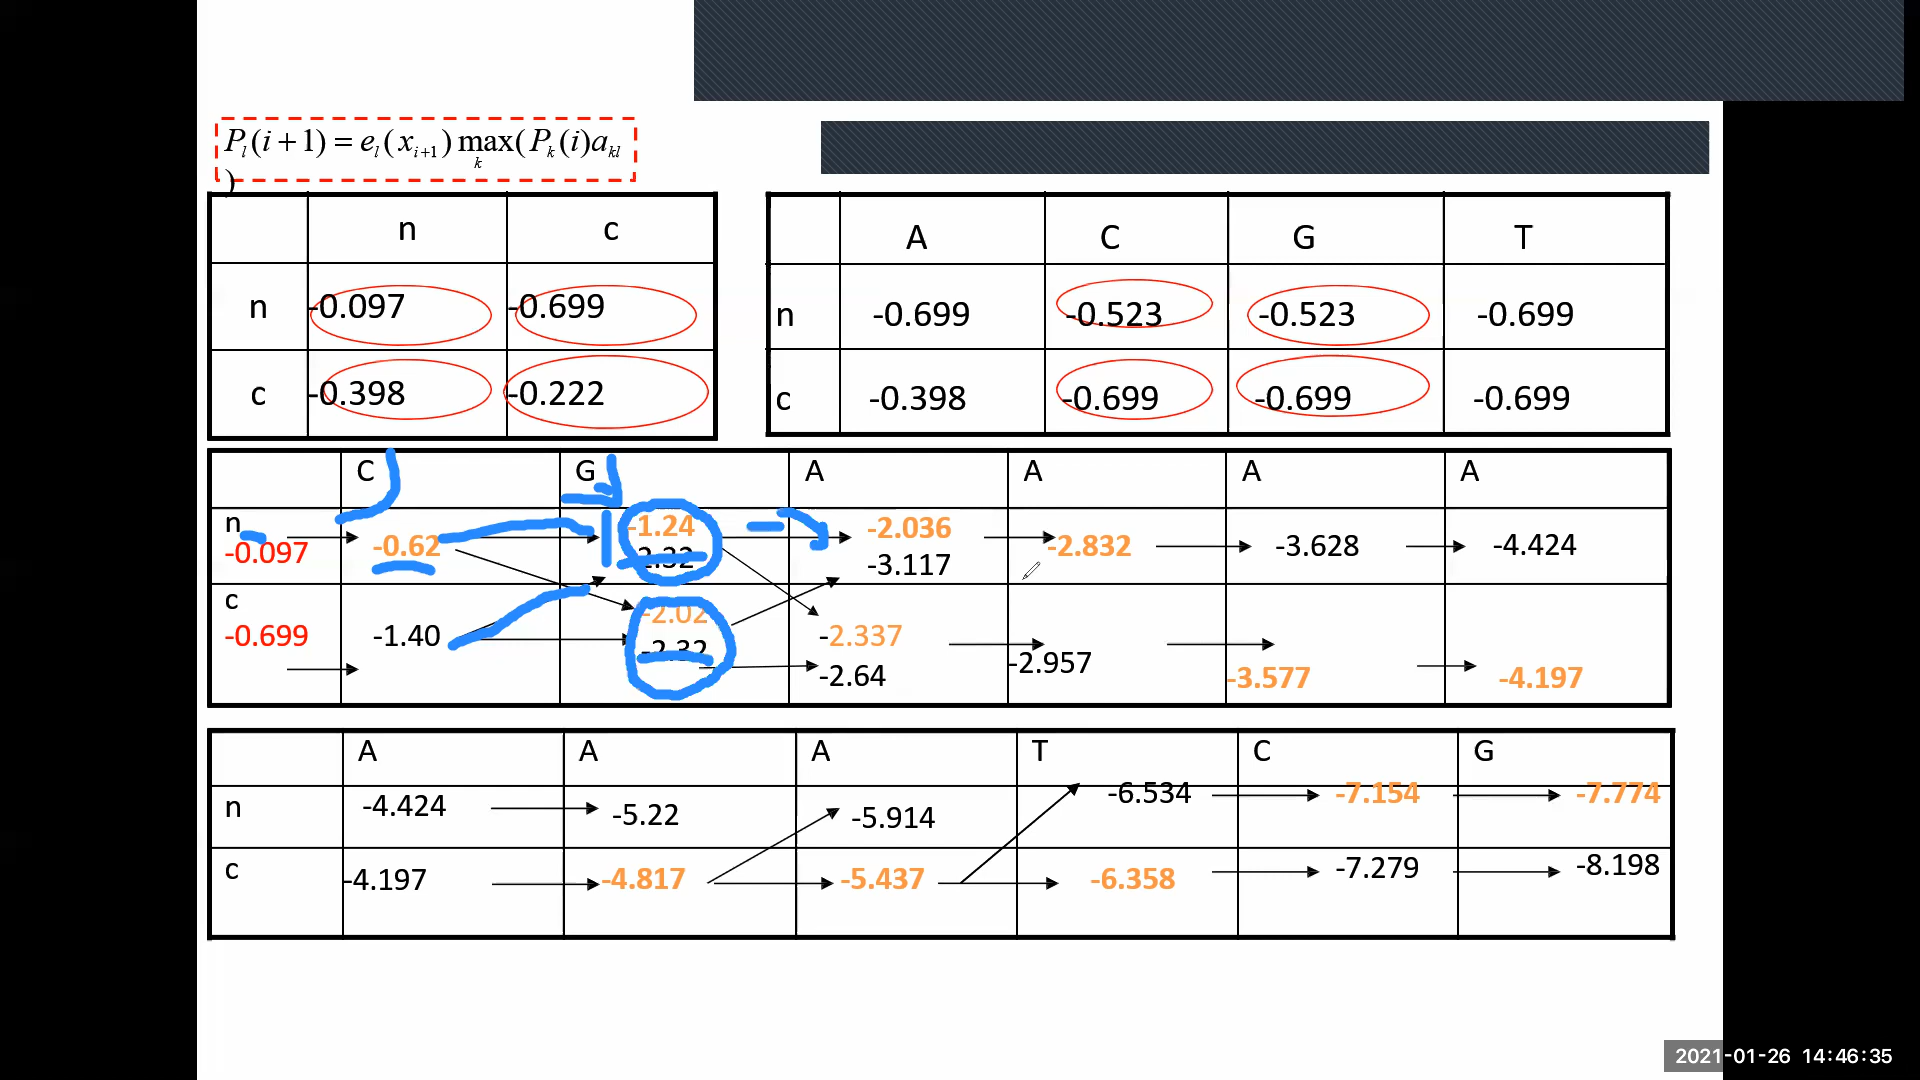 P_l(i+1) = e_l(x_{i+1}) max_k(P_k(i)a_{kl}
)
n c
n -0.097 -0.699
c -0.398 -0.222
A C G T
n -0.699 -0.523 -0.523 -0.699
c -0.398 -0.699 -0.699 -0.699
C G A A A A
n -1.24 -2.036
-0.097 -0.62 -2.32 -3.117 -2.832 -3.628 -4.424
c -2.02
-0.699 -1.40 -2.32 -2.337 -2.957
-2.64 -3.577 -4.197
A A A T C G
n -4.424 -5.22 -5.914 -6.534 -7.154 -7.774
c -4.197 -4.817 -5.437 -6.358 -7.279 -8.198
2021-01-26 14:46:35